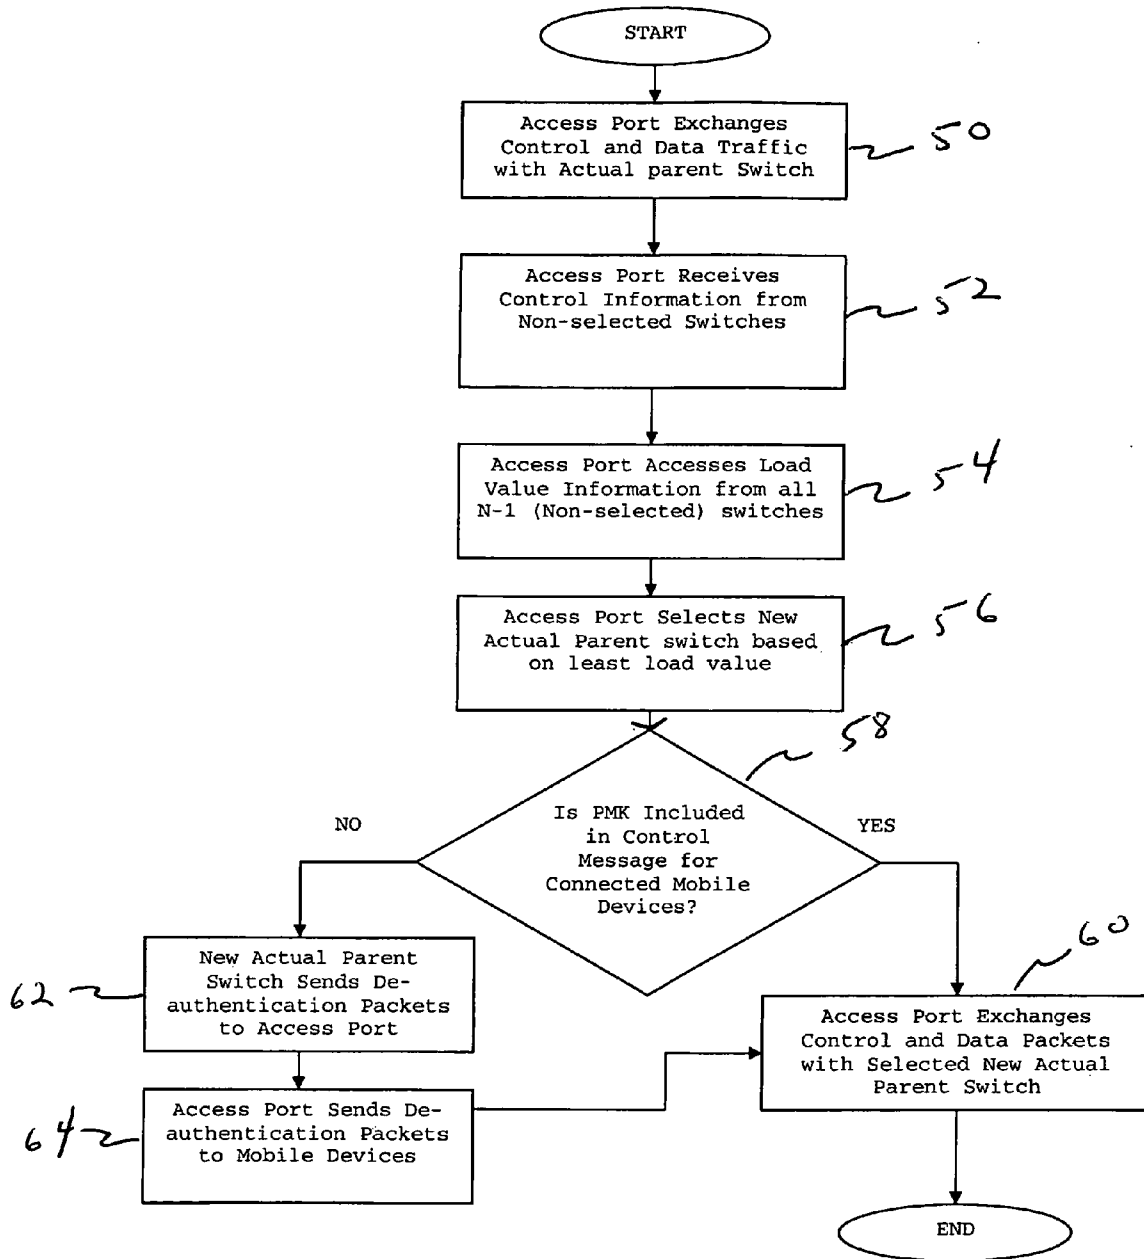 START
Access Port Exchanges
Control and Data Traffic
with Actual parent Switch
50
Access Port Receives
Control Information from
Non-selected Switches
52
Access Port Accesses Load
Value Information from all
N-1 (Non-selected) switches
54
Access Port Selects New
Actual Parent switch based
on least load value
56
58
Is PMK Included
in Control
Message for
Connected Mobile
Devices?
NO
YES
New Actual Parent
Switch Sends De-
authentication Packets
to Access Port
62
60
Access Port Exchanges
Control and Data Packets
with Selected New Actual
Parent Switch
Access Port Sends De-
authentication Packets
to Mobile Devices
64
END